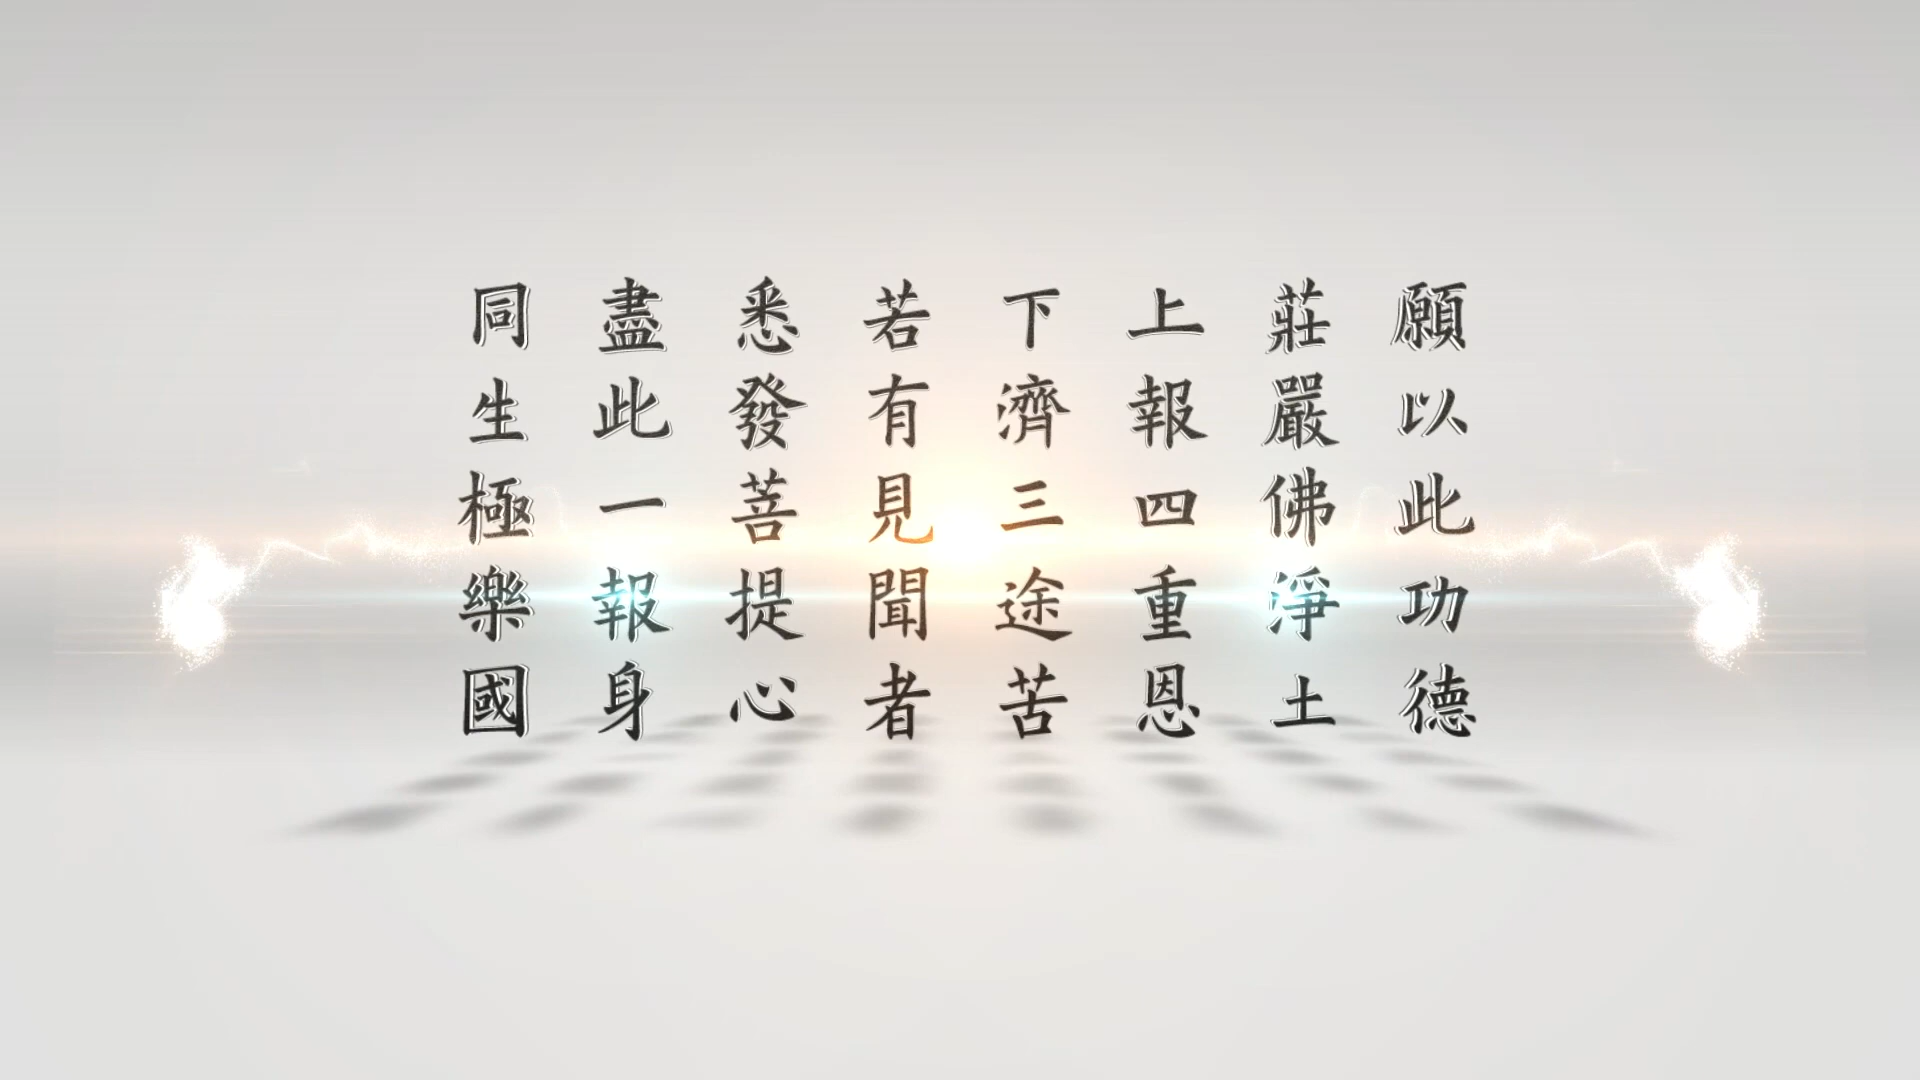 願以此功德
莊嚴佛淨土
上報四重恩
下濟三途苦
若有見聞者
悉發菩提心
盡此一報身
同生極樂國